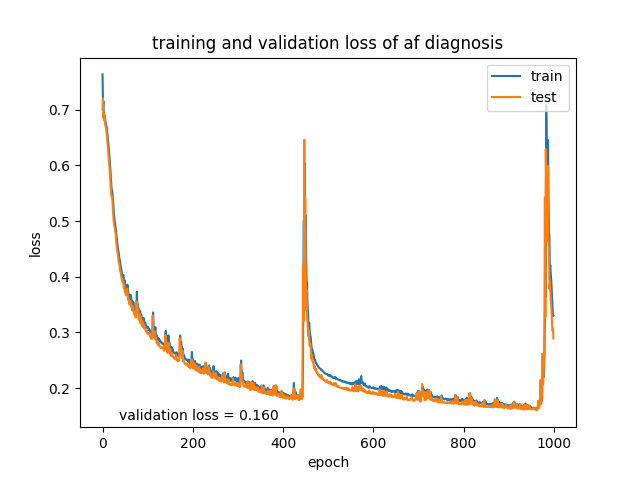 training and validation loss of af diagnosis
train
test
0.7
0.6
0.5
0.4
0.3
0.2
loss
validation loss = 0.160
0 200 400 600 800 1000
epoch